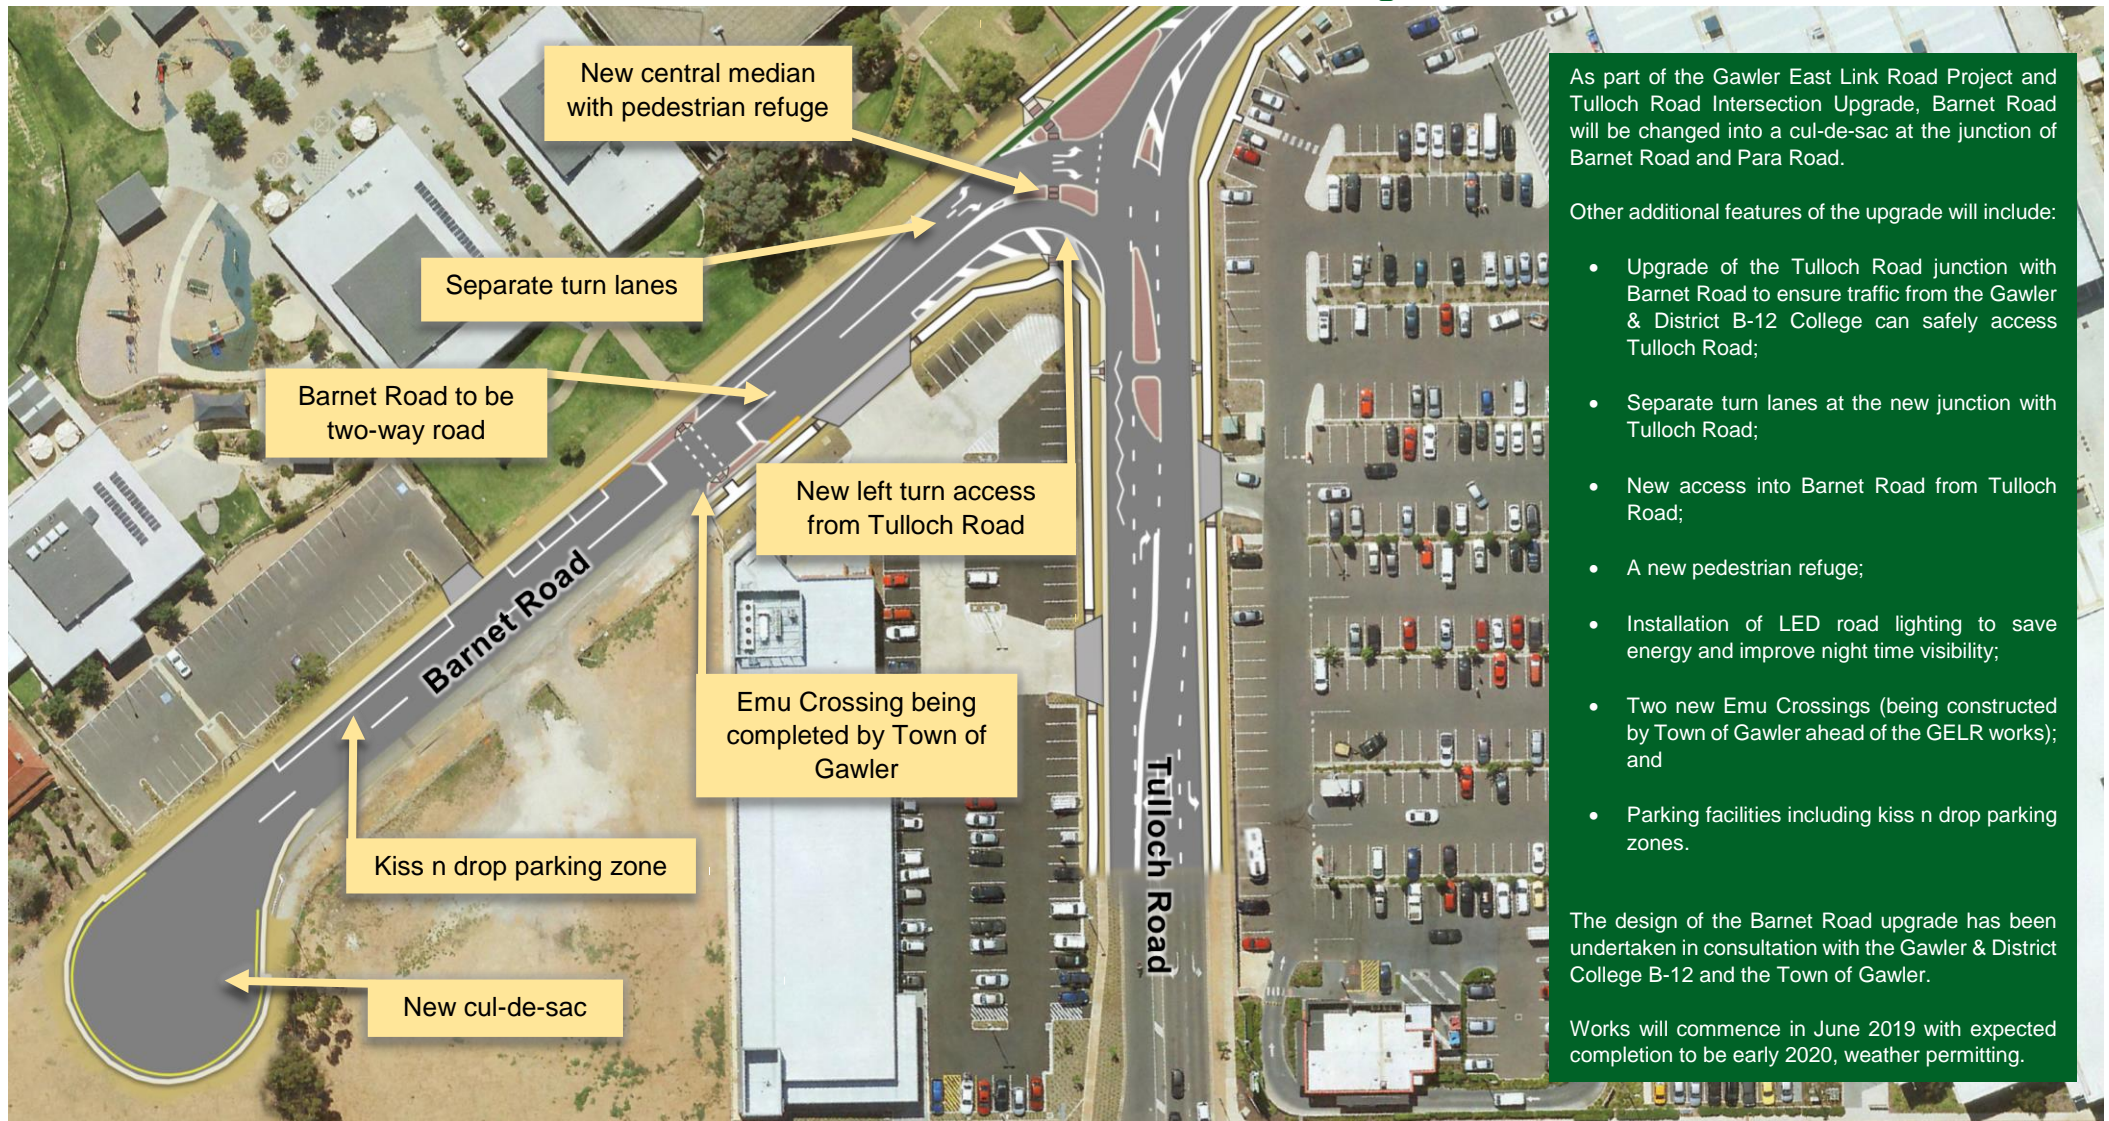 New central median
with pedestrian refuge
Separate turn lanes
Barnet Road to be
two-way road
New left turn access
from Tulloch Road
Barnet Road
Emu Crossing being
completed by Town of
Gawler
Tulloch Road
Kiss n drop parking zone
New cul-de-sac
As part of the Gawler East Link Road Project and
Tulloch Road Intersection Upgrade, Barnet Road
will be changed into a cul-de-sac at the junction of
Barnet Road and Para Road.
Other additional features of the upgrade will include:
• Upgrade of the Tulloch Road junction with
Barnet Road to ensure traffic from the Gawler
& District B-12 College can safely access
Tulloch Road;
• Separate turn lanes at the new junction with
Tulloch Road;
• New access into Barnet Road from Tulloch
Road;
• A new pedestrian refuge;
• Installation of LED road lighting to save
energy and improve night time visibility;
• Two new Emu Crossings (being constructed
by Town of Gawler ahead of the GELR works);
and
• Parking facilities including kiss n drop parking
zones.
The design of the Barnet Road upgrade has been
undertaken in consultation with the Gawler & District
College B-12 and the Town of Gawler.
Works will commence in June 2019 with expected
completion to be early 2020, weather permitting.